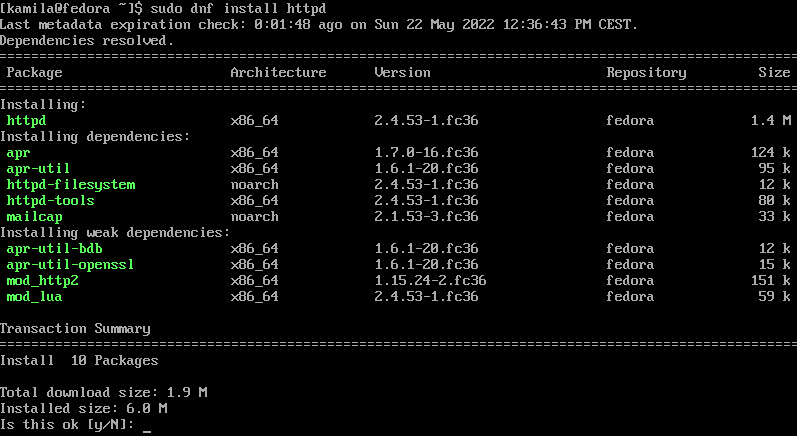 [kamila@fedora ~]$ sudo dnf install httpd
Last metadata expiration check: 0:01:48 ago on Sun 22 May 2022 12:36:43 PM CEST.
Dependencies resolved.
================================================================================
 Package Architecture Version Repository Size
================================================================================
Installing:
 httpd x86_64 2.4.53-1.fc36 fedora 1.4 M
Installing dependencies:
 apr x86_64 1.7.0-16.fc36 fedora 124 k
 apr-util x86_64 1.6.1-20.fc36 fedora 95 k
 httpd-filesystem noarch 2.4.53-1.fc36 fedora 12 k
 httpd-tools x86_64 2.4.53-1.fc36 fedora 80 k
 mailcap noarch 2.1.53-3.fc36 fedora 33 k
Installing weak dependencies:
 apr-util-bdb x86_64 1.6.1-20.fc36 fedora 12 k
 apr-util-openssl x86_64 1.6.1-20.fc36 fedora 15 k
 mod_http2 x86_64 1.15.24-2.fc36 fedora 151 k
 mod_lua x86_64 2.4.53-1.fc36 fedora 59 k

Transaction Summary
================================================================================
Install  10 Packages

Total download size: 1.9 M
Installed size: 6.0 M
Is this ok [y/N]: _